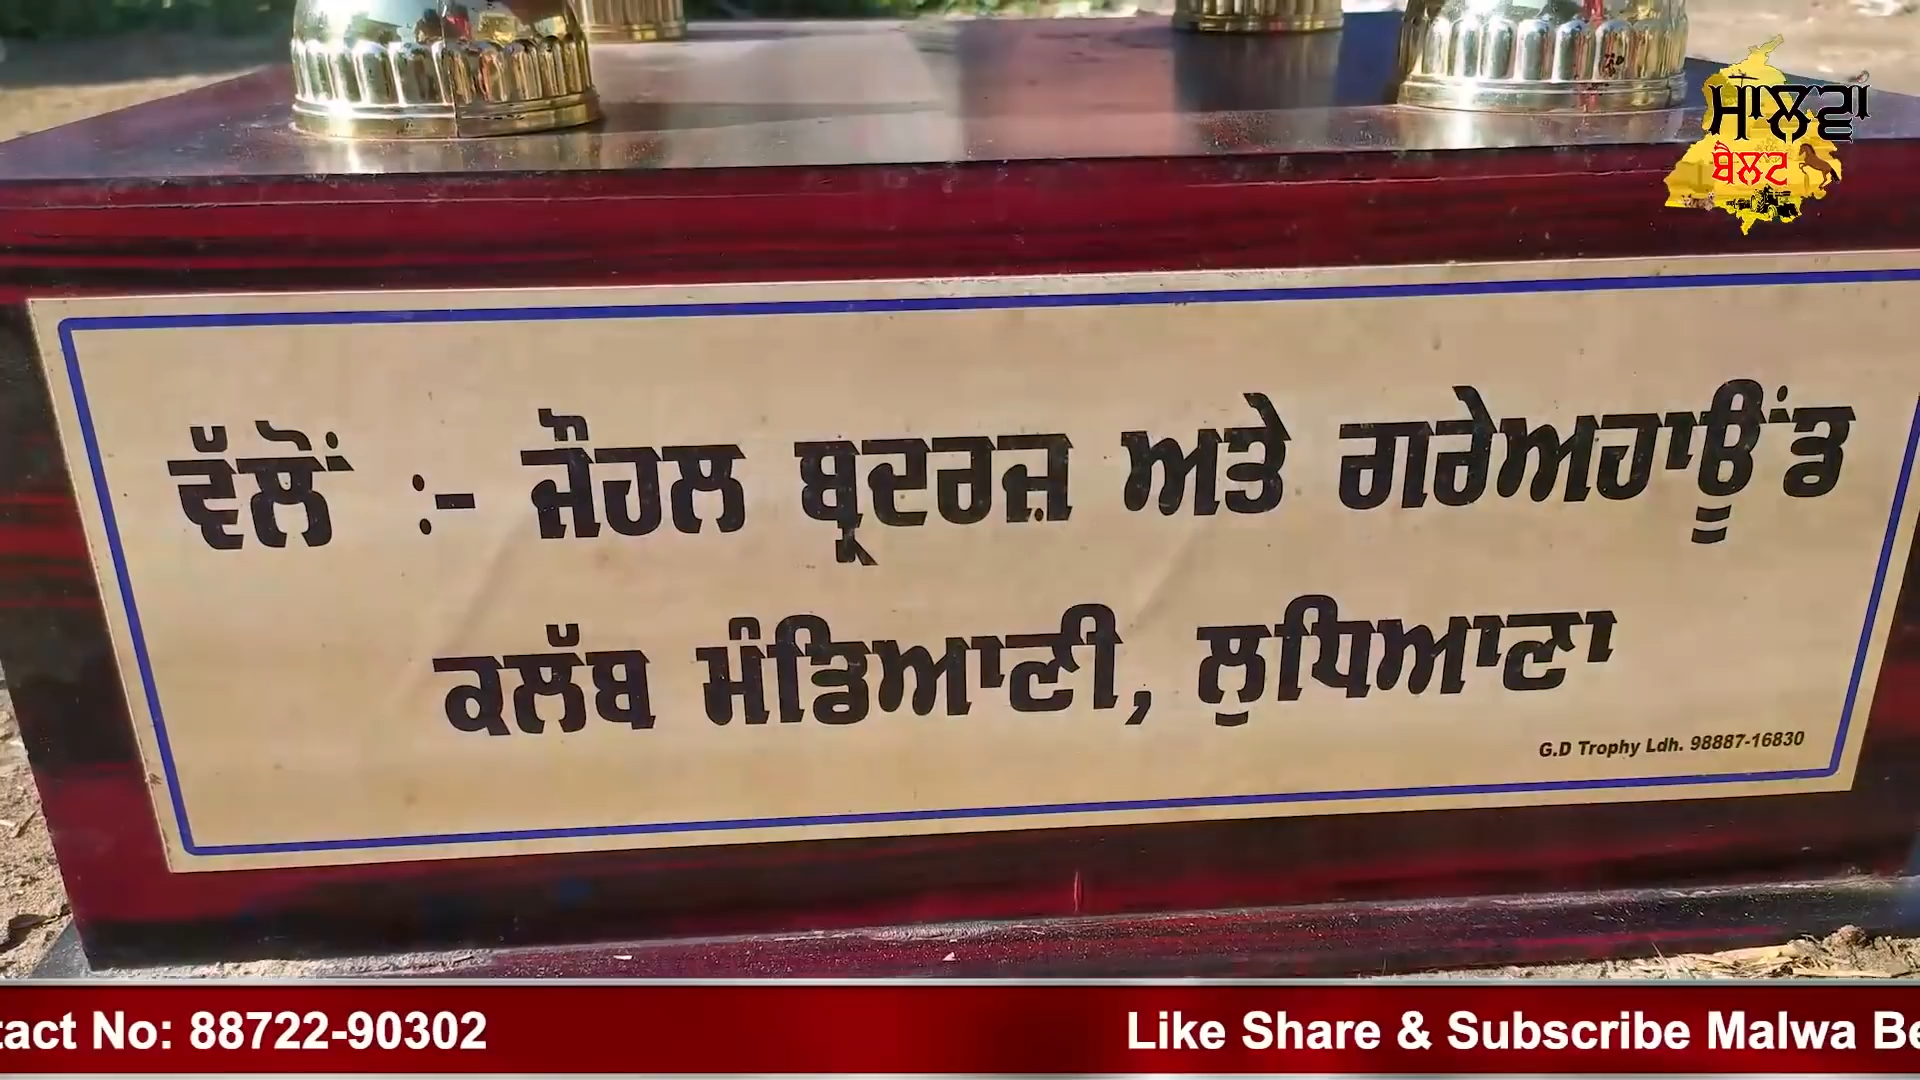 ਮਾਲਵਾ
ਬੈਲਟ
ਵੱਲੋਂ :- ਜੌਹਲ ਬ੍ਰਦਰਜ਼ ਅਤੇ ਗਰੇਅਹਾਊਂਡ
ਕਲੱਬ ਮੰਡਿਆਣੀ, ਲੁਧਿਆਣਾ
G.D Trophy Ldh. 98887-16830
tact No: 88722-90302 Like Share & Subscribe Malwa Be